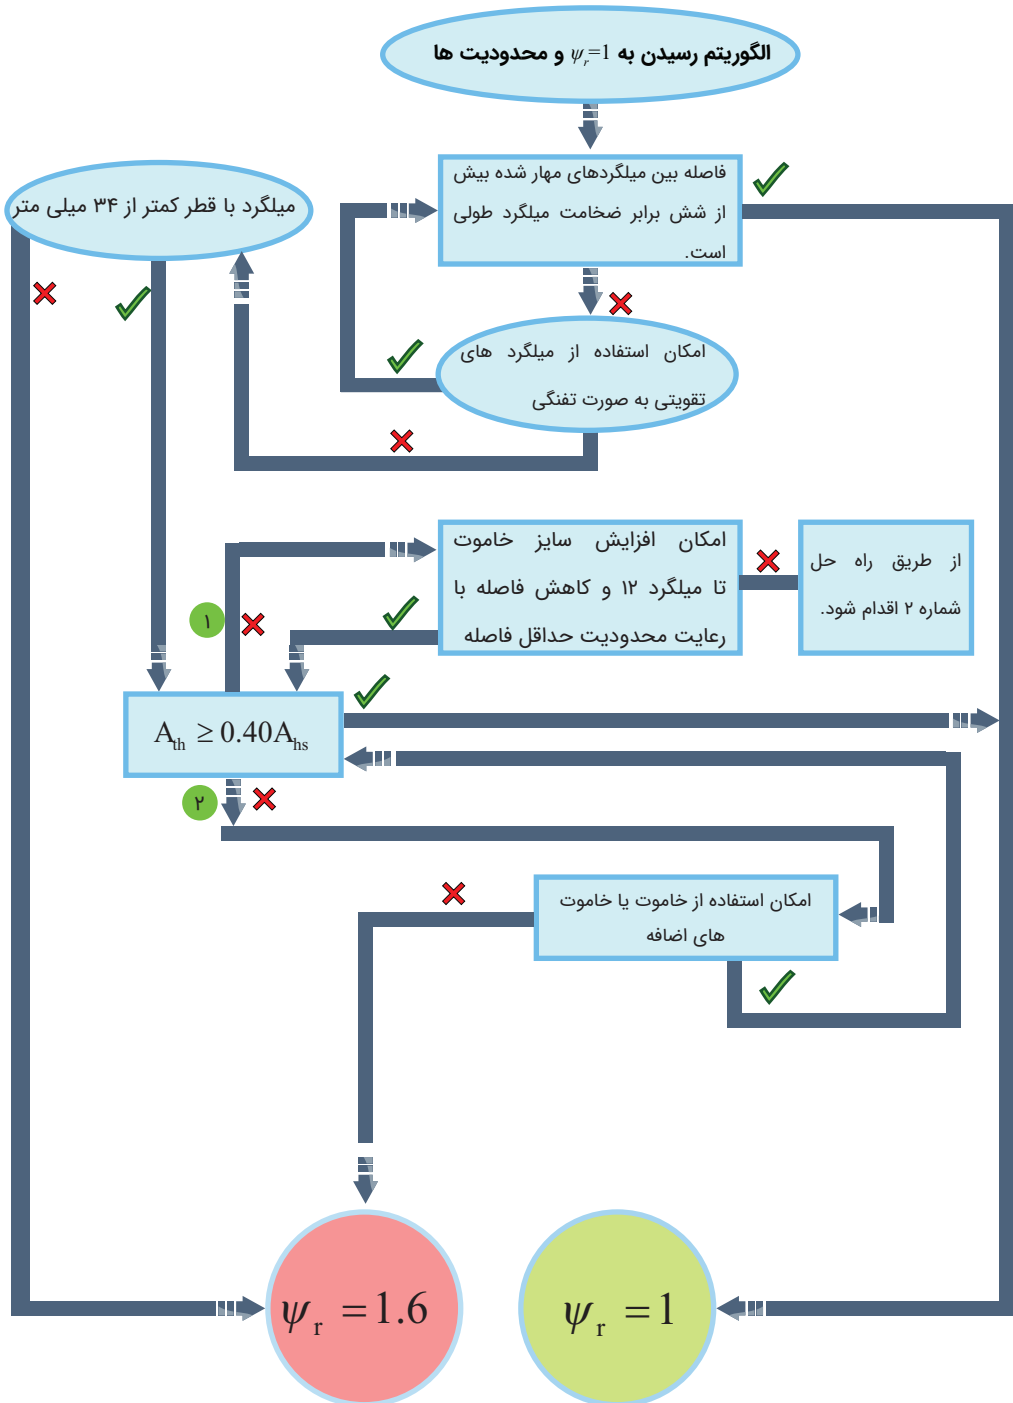 الگوریتم رسیدن به ψr=1 و محدودیت ها
فاصله بین میلگردهای مهار شده بیش
از شش برابر ضخامت میلگرد طولی
است.
میلگرد با قطر کمتر از ۳۴ میلی متر
امکان استفاده از میلگرد های
تقویتی به صورت تفنگی
امکان افزایش سایز خاموت
تا میلگرد ۱۲ و کاهش فاصله با
رعایت محدودیت حداقل فاصله
از طریق راه حل
شماره ۲ اقدام شود.
۱
Ath ≥ 0.40Ahs
۲
امکان استفاده از خاموت یا خاموت
های اضافه
ψr = 1.6
ψr = 1